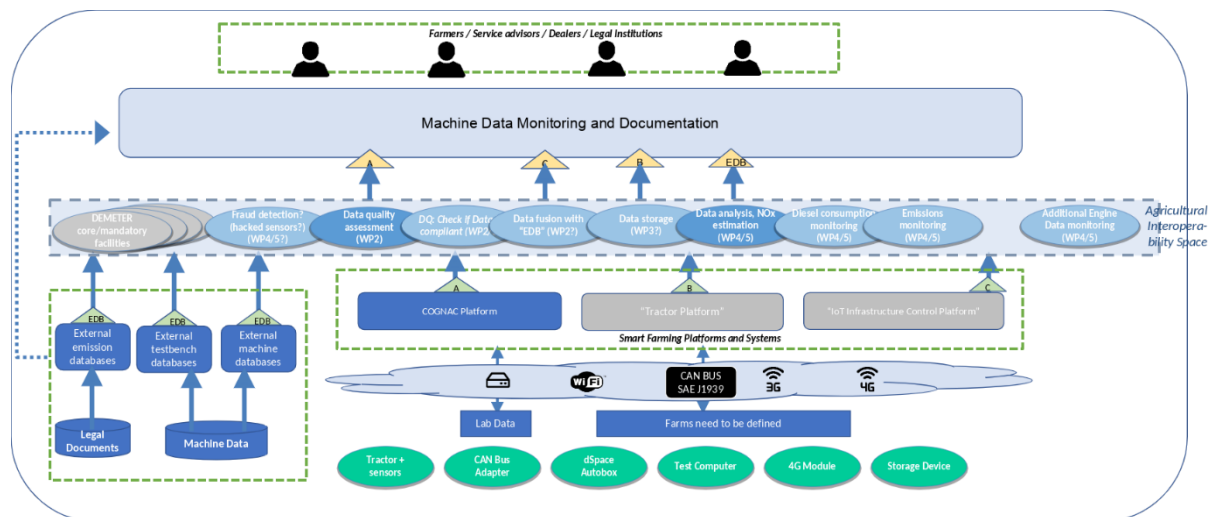 Farmers / Service advisors / Dealers / Legal Institutions
Machine Data Monitoring and Documentation
A
C
B
EDB
DEMETER
core/mandatory
facilities
Fraud detection?
(hacked sensors?)
(WP4/5?)
Data quality
assessment
(WP2)
DQ: Check If Data
compliant (WP2
Data fusion with
"EDB" (WP2?)
Data storage
(WP3?)
Data analysis, NOx
estimation
(WP4/S)
Diesel consumption
monitoring
(WP4/S)
Emissions
monitoring
(WP4/S)
Additional Engine
Data monitoring
(WP4/S)
Agricultural
Interopera-
bility Space
EDB
EDB
EDB
External
emission
databases
External
testbench
databases
External
machine
databases
Legal
Documents
Machine Data
A
B
C
COGNAC Platform
"Tractor Platform"
"IoT Infrastructure Control Platform"
Smart Farming Platforms and Systems
WiFi
CAN BUS
SAE J1939
3G
4G
Lab Data
Farms need to be defined
Tractor +
sensors
CAN Bus
Adapter
dSpace
Autobox
Test Computer
4G Module
Storage Device